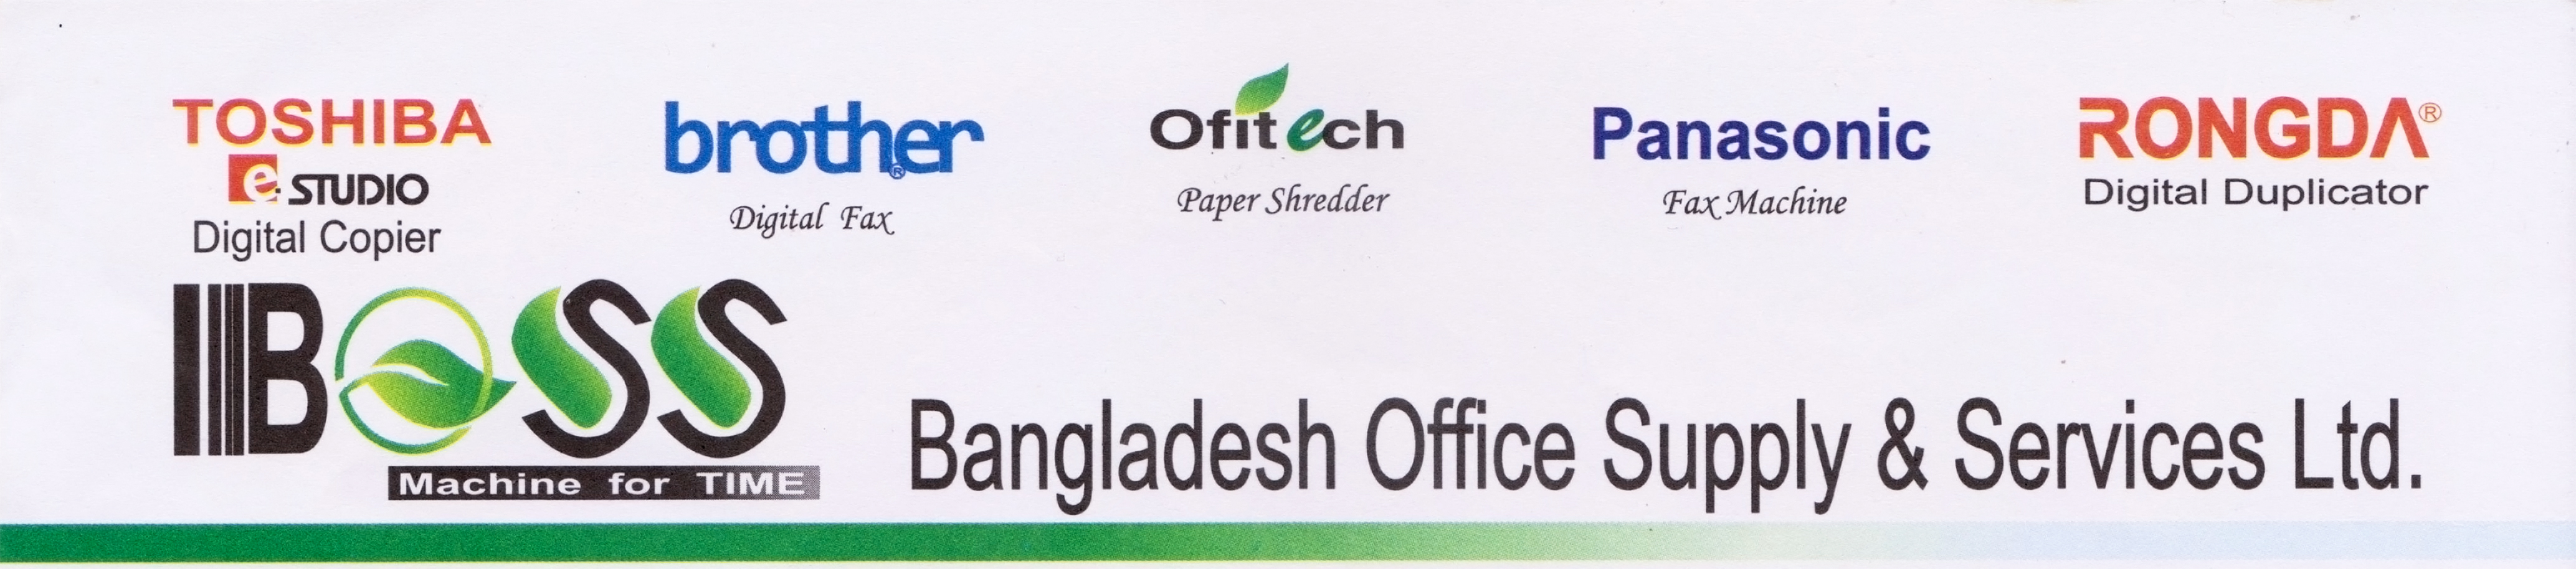 TOSHIBA
e-STUDIO
Digital Copier
brother®
Digital Fax
Ofitech
Paper Shredder
Panasonic
Fax Machine
RONGDA®
Digital Duplicator
BOSS
Machine for TIME
Bangladesh Office Supply & Services Ltd.